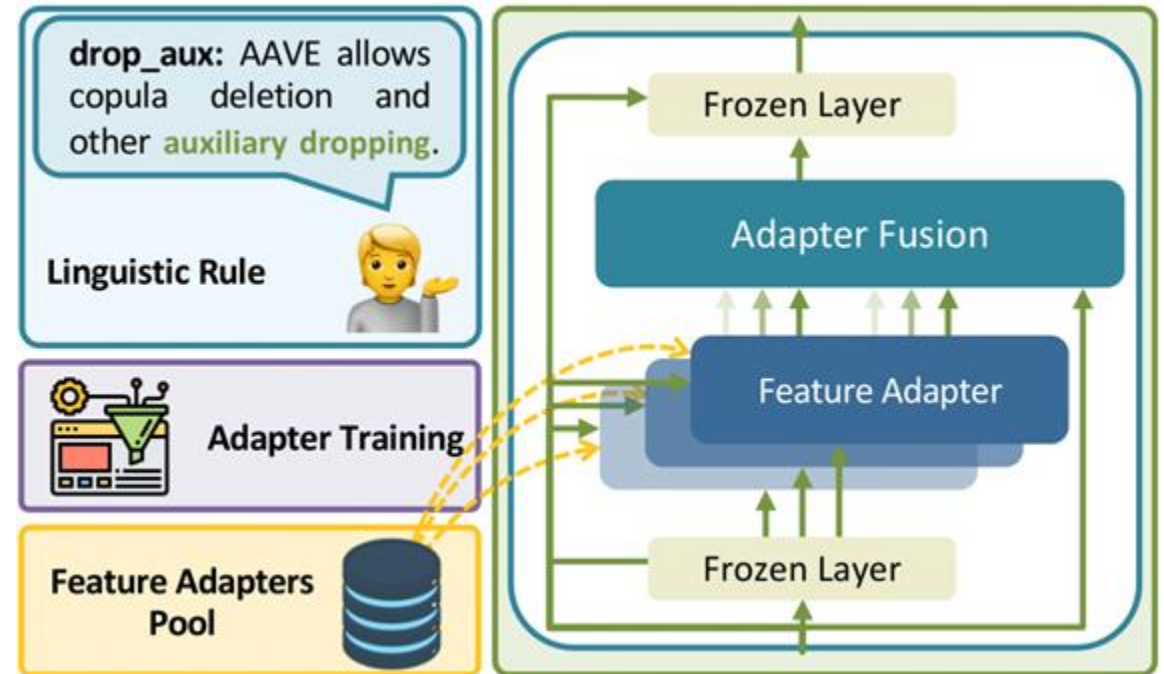 drop_aux: AAVE allows
copula deletion and
other auxiliary dropping.
Linguistic Rule
Adapter Training
Feature Adapters
Pool
Frozen Layer
Adapter Fusion
Feature Adapter
Frozen Layer